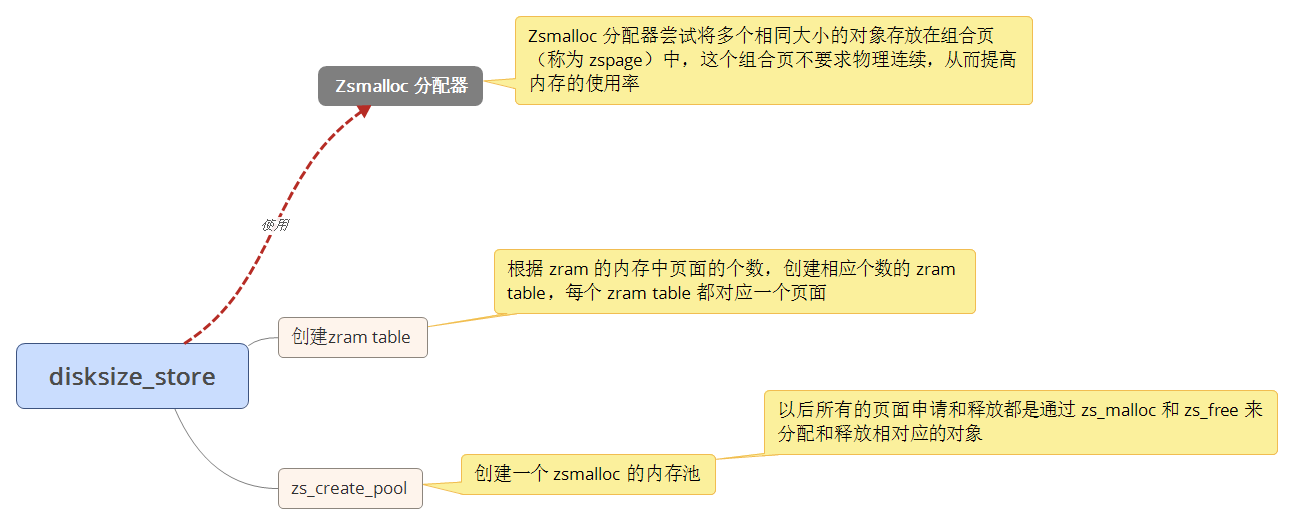 Zsmalloc 分配器尝试将多个相同大小的对象存放在组合页
（称为 zspage）中，这个组合页不要求物理连续，从而提高
内存的使用率
Zsmalloc 分配器
使用
根据 zram 的内存中页面的个数，创建相应个数的 zram
table，每个 zram table 都对应一个页面
创建zram table
disksize_store
以后所有的页面申请和释放都是通过 zs_malloc 和 zs_free 来
分配和释放相对应的对象
创建一个 zsmalloc 的内存池
zs_create_pool